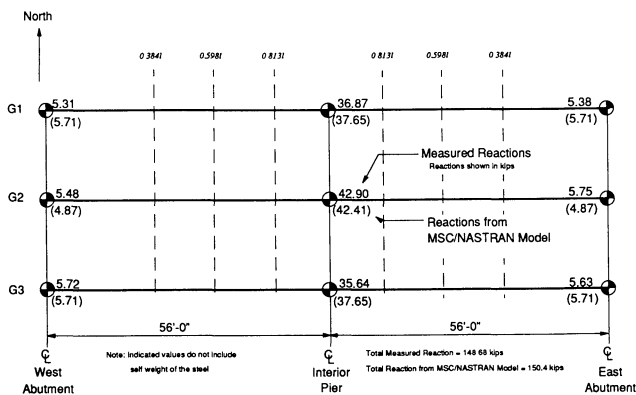 North
0.384l 0.598l 0.813l 0.813l 0.598l 0.384l
G1 5.31 36.87 5.38
(5.71) (37.65) (5.71)
Measured Reactions
Reactions shown in kips
G2 5.48 42.90 5.75
(4.87) (42.41) (4.87)
Reactions from
MSC/NASTRAN Model
G3 5.72 35.64 5.63
(5.71) (37.65) (5.71)
56'-0" 56'-0"
℄ ℄ ℄
West Interior East
Abutment Pier Abutment
Note: Indicated values do not include
self weight of the steel
Total Measured Reaction = 148 68 kips
Total Reaction from MSC/NASTRAN Model = 150.4 kips